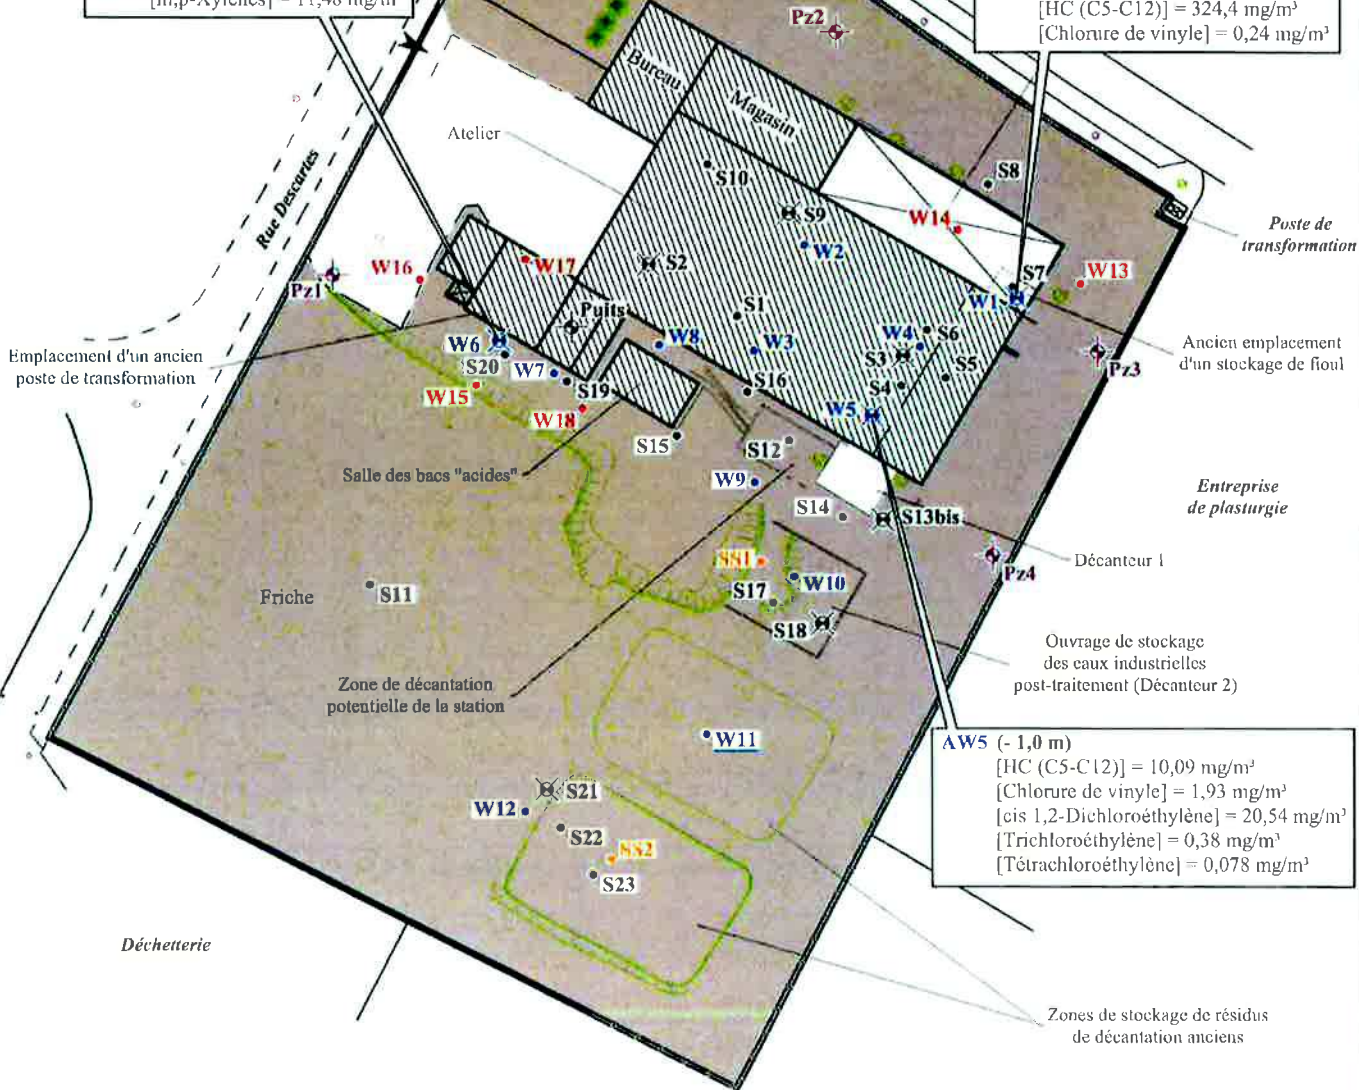 [m,p-Xylènes] = 11,48 mg/m³
[HC (C5-C12)] = 324,4 mg/m³
[Chlorure de vinyle] = 0,24 mg/m³
Pz2
Bureau
Magasin
Atelier
Rue Descartes
S10
S8
S9
W14
W2
Poste de
transformation
W16
W17
S2
S7
W13
Pz1
W1
S1
Puits
W6
W8
W3
W4
S6
Emplacement d'un ancien
poste de transformation
S20
W7
S3
S5
Ancien emplacement
d'un stockage de fioul
Pz3
W15
S19
S16
S4
W18
W5
S15
S12
Salle des bacs "acides"
W9
Entreprise
de plasturgie
S14
S13bis
SS1
Décanteur 1
Pz4
S11
Friche
W10
S17
S18
Ouvrage de stockage
des eaux industrielles
post-traitement (Décanteur 2)
Zone de décantation
potentielle de la station
W11
AW5 (- 1,0 m)
[HC (C5-C12)] = 10,09 mg/m³
[Chlorure de vinyle] = 1,93 mg/m³
[cis 1,2-Dichloroéthylène] = 20,54 mg/m³
[Trichloroéthylène] = 0,38 mg/m³
[Tétrachloroéthylène] = 0,078 mg/m³
S21
W12
S22
SS2
S23
Déchetterie
Zones de stockage de résidus
de décantation anciens